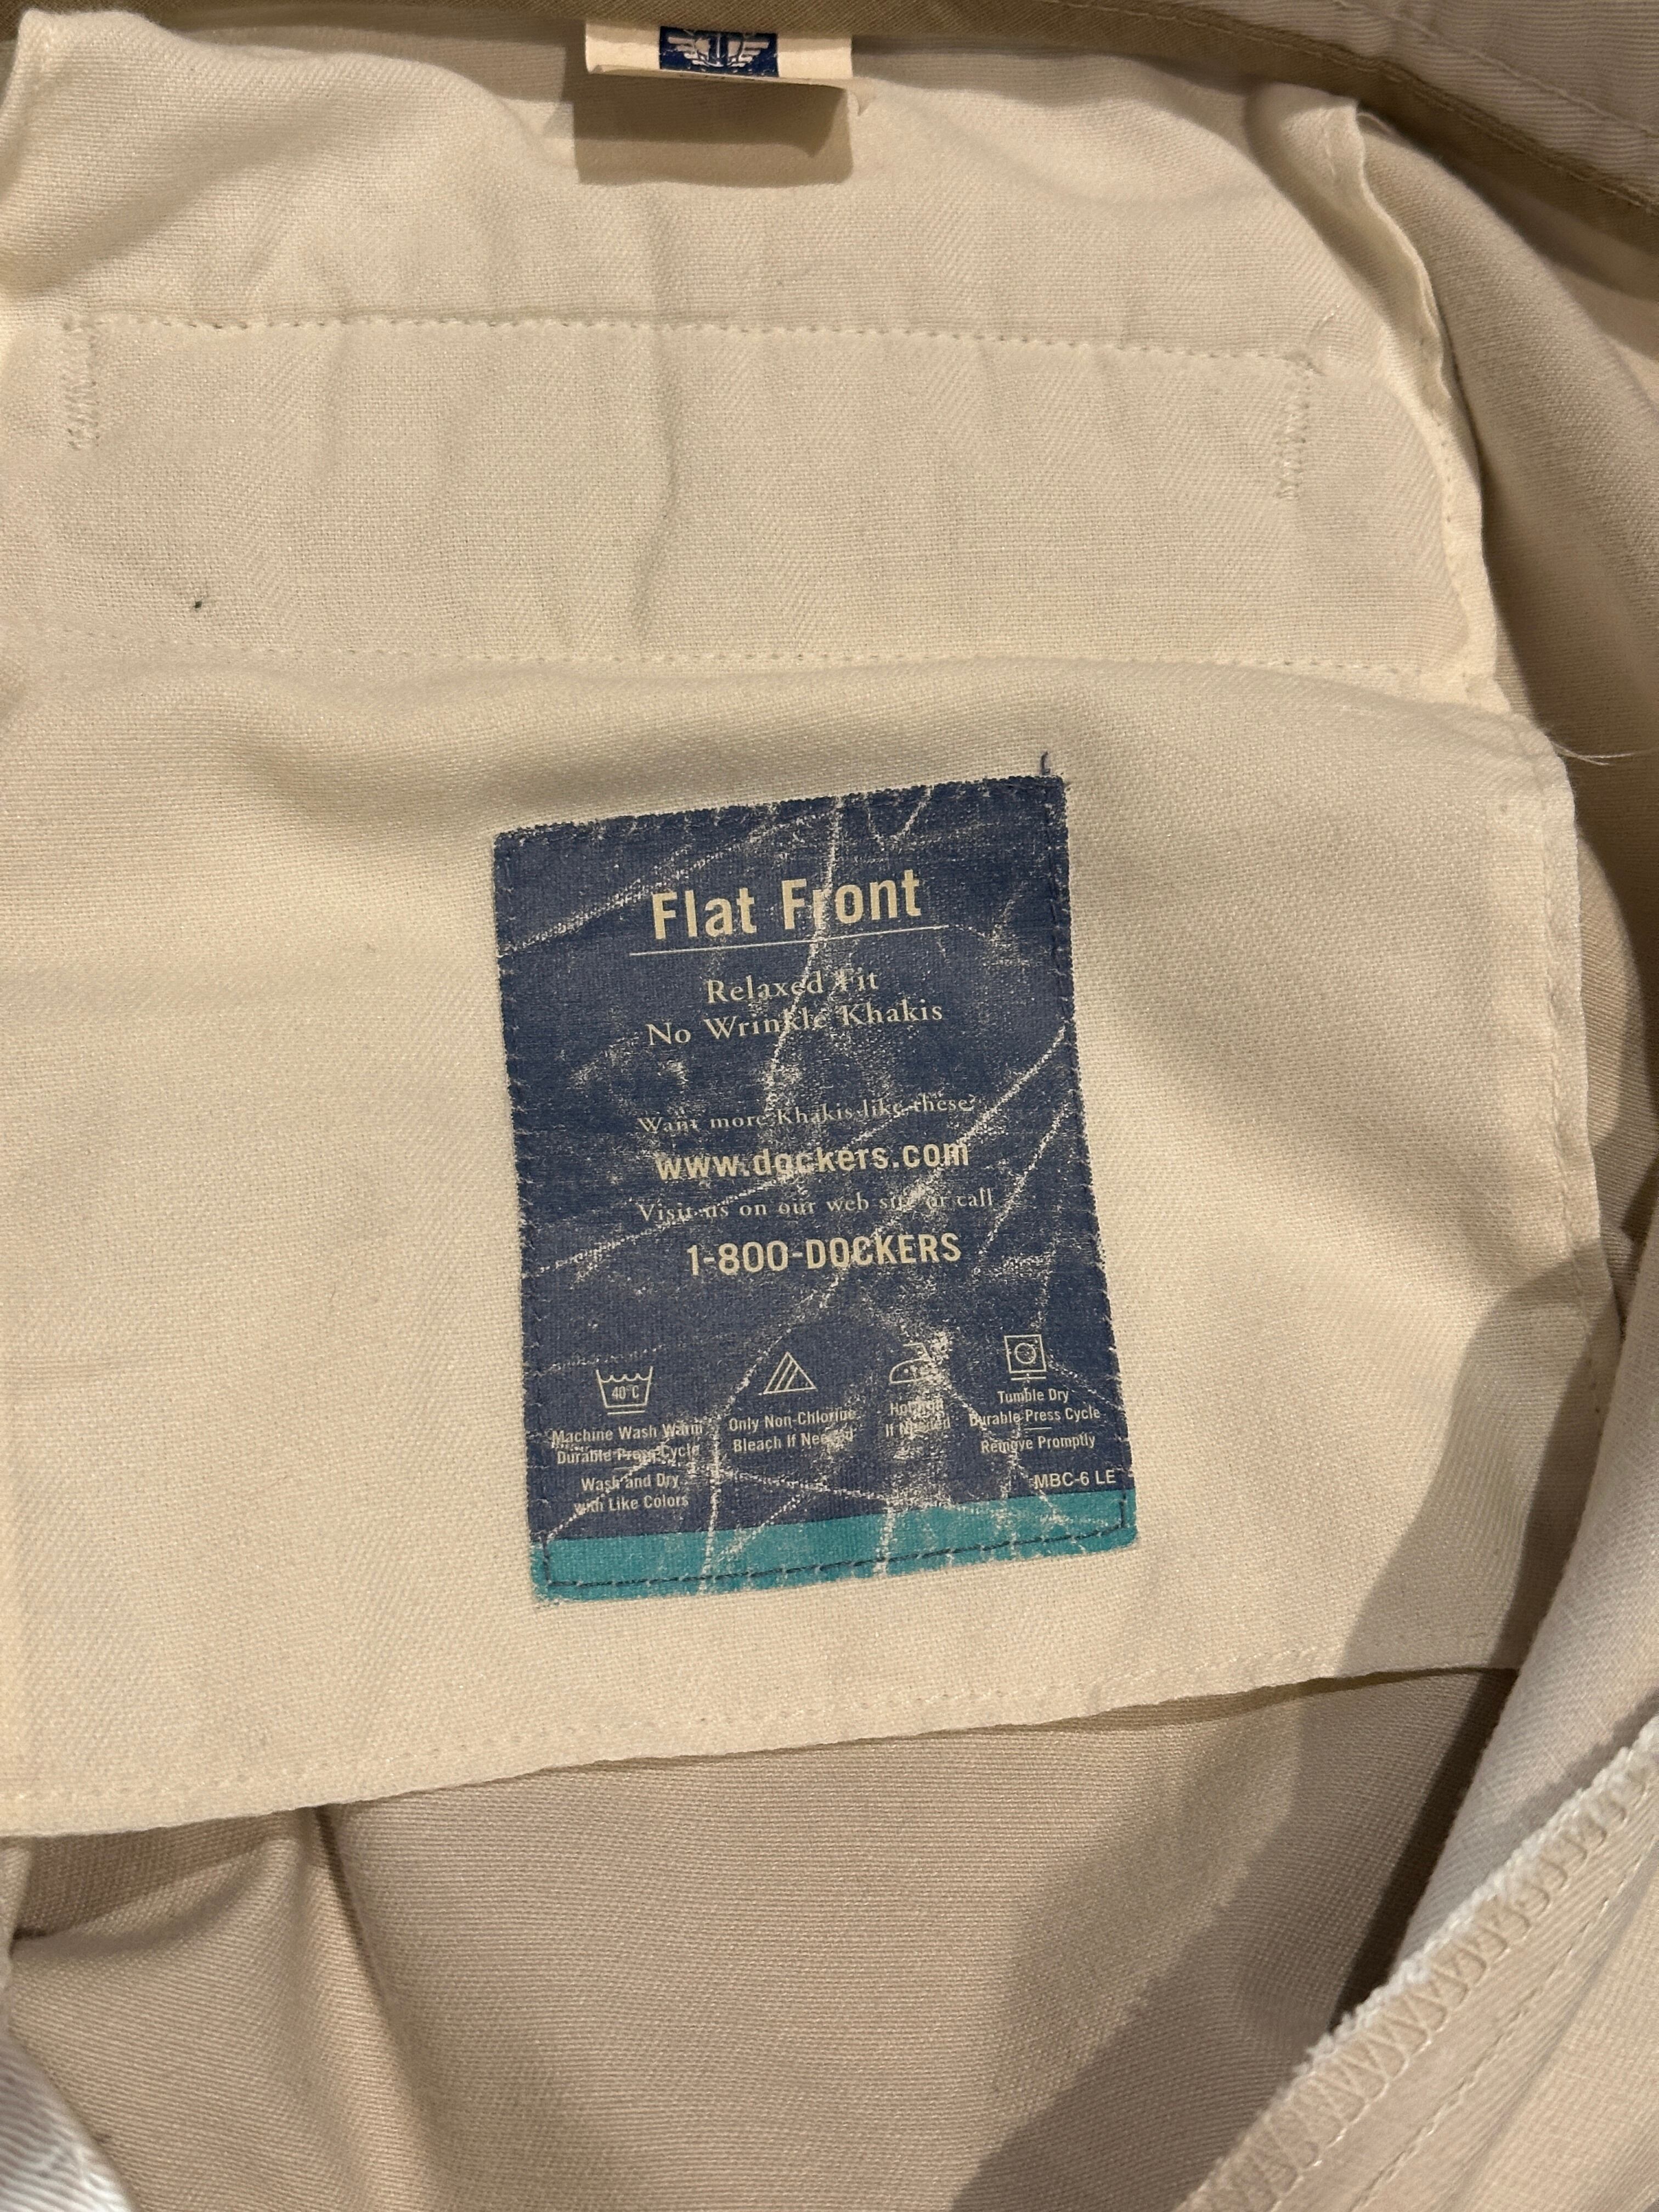 Flat Front
Relaxed Fit
No Wrinkle Khakis
Want more Khakis like these?
www.dockers.com
Visit us on our web site or call
1-800-DOCKERS
40°C
Machine Wash Warm
Durable Press Cycle
Wash and Dry
with Like Colors
Only Non-Chlorine
Bleach If Needed
Hot Iron
If Needed
Tumble Dry
Durable Press Cycle
Remove Promptly
MBC-6 LE